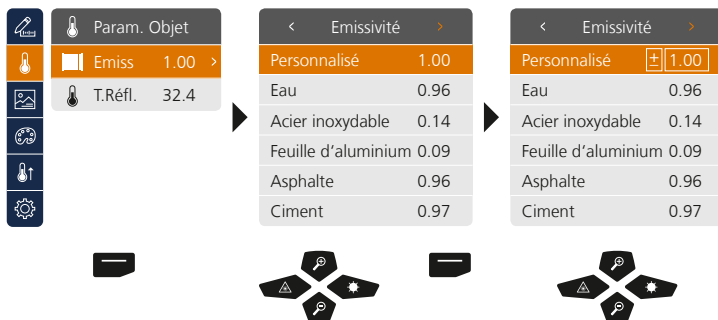 Param. Objet
Emiss 1.00 >
T.Réfl. 32.4
< Emissivité >
Personnalisé 1.00
Eau 0.96
Acier inoxydable 0.14
Feuille d'aluminium 0.09
Asphalte 0.96
Ciment 0.97
< Emissivité >
Personnalisé ± 1.00
Eau 0.96
Acier inoxydable 0.14
Feuille d'aluminium 0.09
Asphalte 0.96
Ciment 0.97